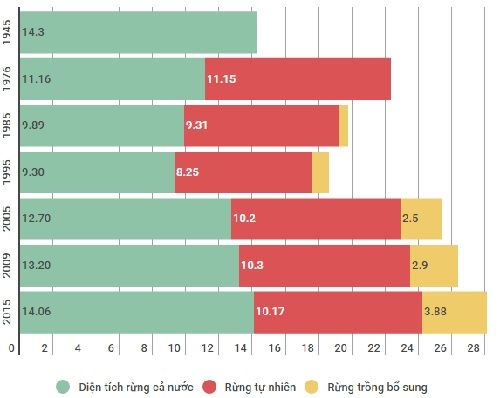 1945 14.3
1976 11.16 11.15
1985 9.89 9.31
1995 9.30 8.25
2005 12.70 10.2 2.5
2009 13.20 10.3 2.9
2015 14.06 10.17 3.88
0 2 4 6 8 10 12 14 16 18 20 22 24 26 28
Diện tích rừng cả nước Rừng tự nhiên Rừng trồng bổ sung